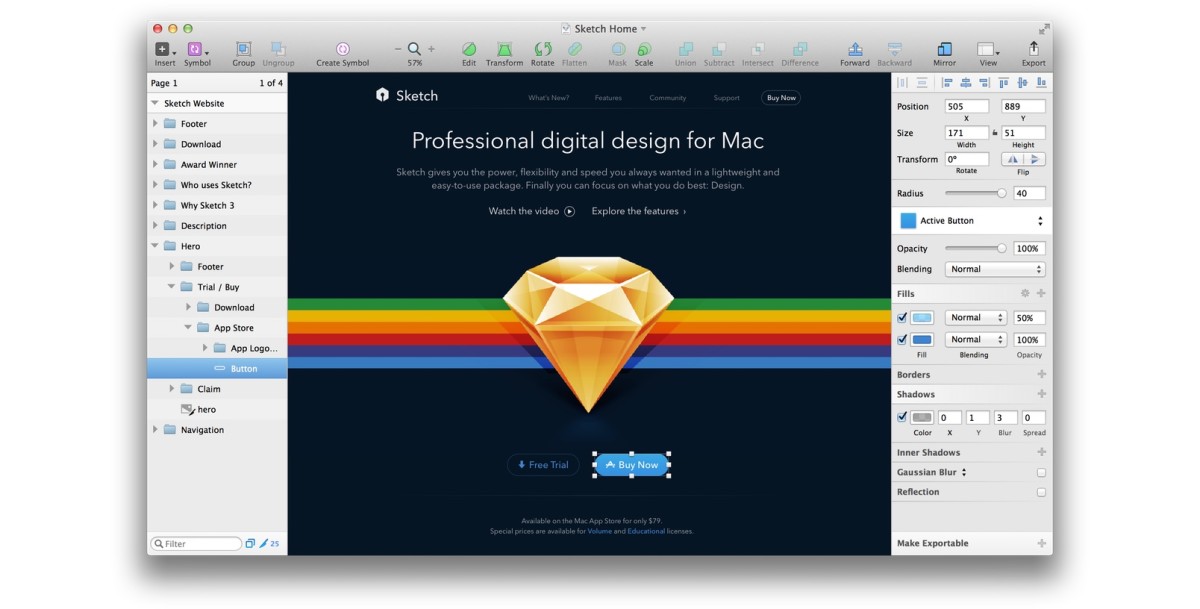 Sketch Home
Insert Symbol Group Ungroup Create Symbol 57% Edit Transform Rotate Flatten Mask Scale Union Subtract Intersect Difference Forward Backward Mirror View Export
Page 1 1 of 4
Sketch Website
Footer
Download
Award Winner
Who uses Sketch?
Why Sketch 3
Description
Hero
Footer
Trial / Buy
Download
App Store
App Logo...
Button
Claim
hero
Navigation
Filter 25
Sketch What's New? Features Community Support Buy Now
Professional digital design for Mac
Sketch gives you the power, flexibility and speed you always wanted in a lightweight and
easy-to-use package. Finally you can focus on what you do best: Design.
Watch the video Explore the features ›
Free Trial Buy Now
Available on the Mac App Store for only $79.
Special prices are available for Volume and Educational licenses.
Position 505 889
X Y
Size 171 51
Width Height
Transform 0°
Rotate Flip
Radius 40
Active Button
Opacity 100%
Blending Normal
Fills
Normal 50%
Normal 100%
Fill Blending Opacity
Borders
Shadows
0 1 3 0
Color X Y Blur Spread
Inner Shadows
Gaussian Blur
Reflection
Make Exportable